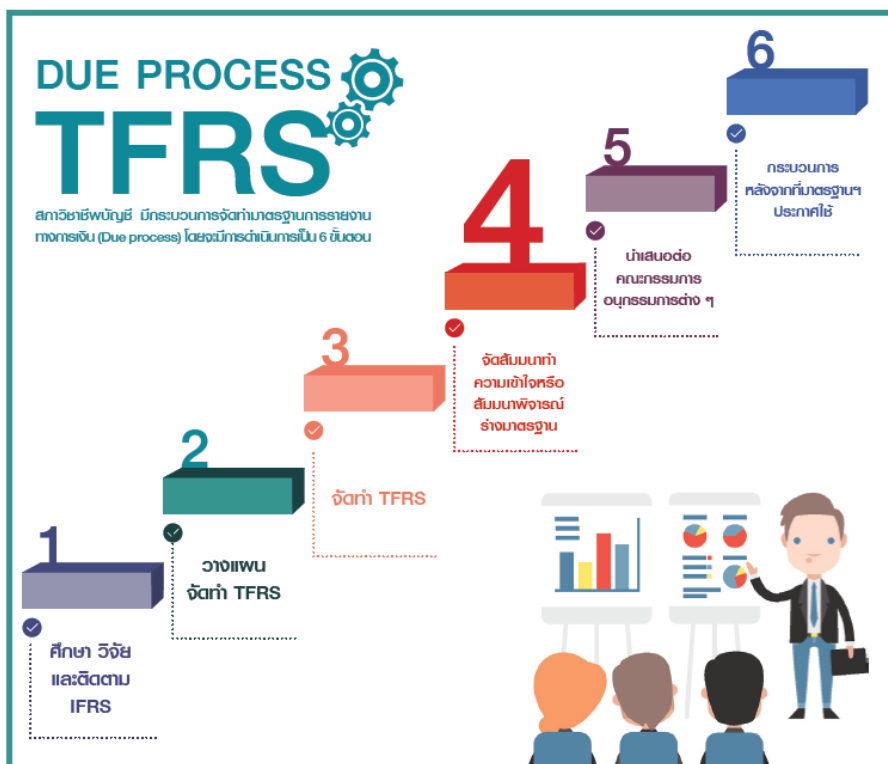 DUE PROCESS
TFRS
สภาวิชาชีพบัญชี มีกระบวนการจัดทำมาตรฐานการรายงาน
ทางการเงิน (Due process) โดยจะมีการดำเนินการเป็น 6 ขั้นตอน
1
ศึกษา วิจัย
และติดตาม
IFRS
2
วางแผน
จัดทำ TFRS
3
จัดทำ TFRS
4
จัดสัมมนาทำ
ความเข้าใจหรือ
สัมมนาพิจารณ์
ร่างมาตรฐาน
5
นำเสนอต่อ
คณะกรรมการ
อนุกรรมการต่าง ๆ
6
กระบวนการ
หลังจากที่มาตรฐานฯ
ประกาศใช้